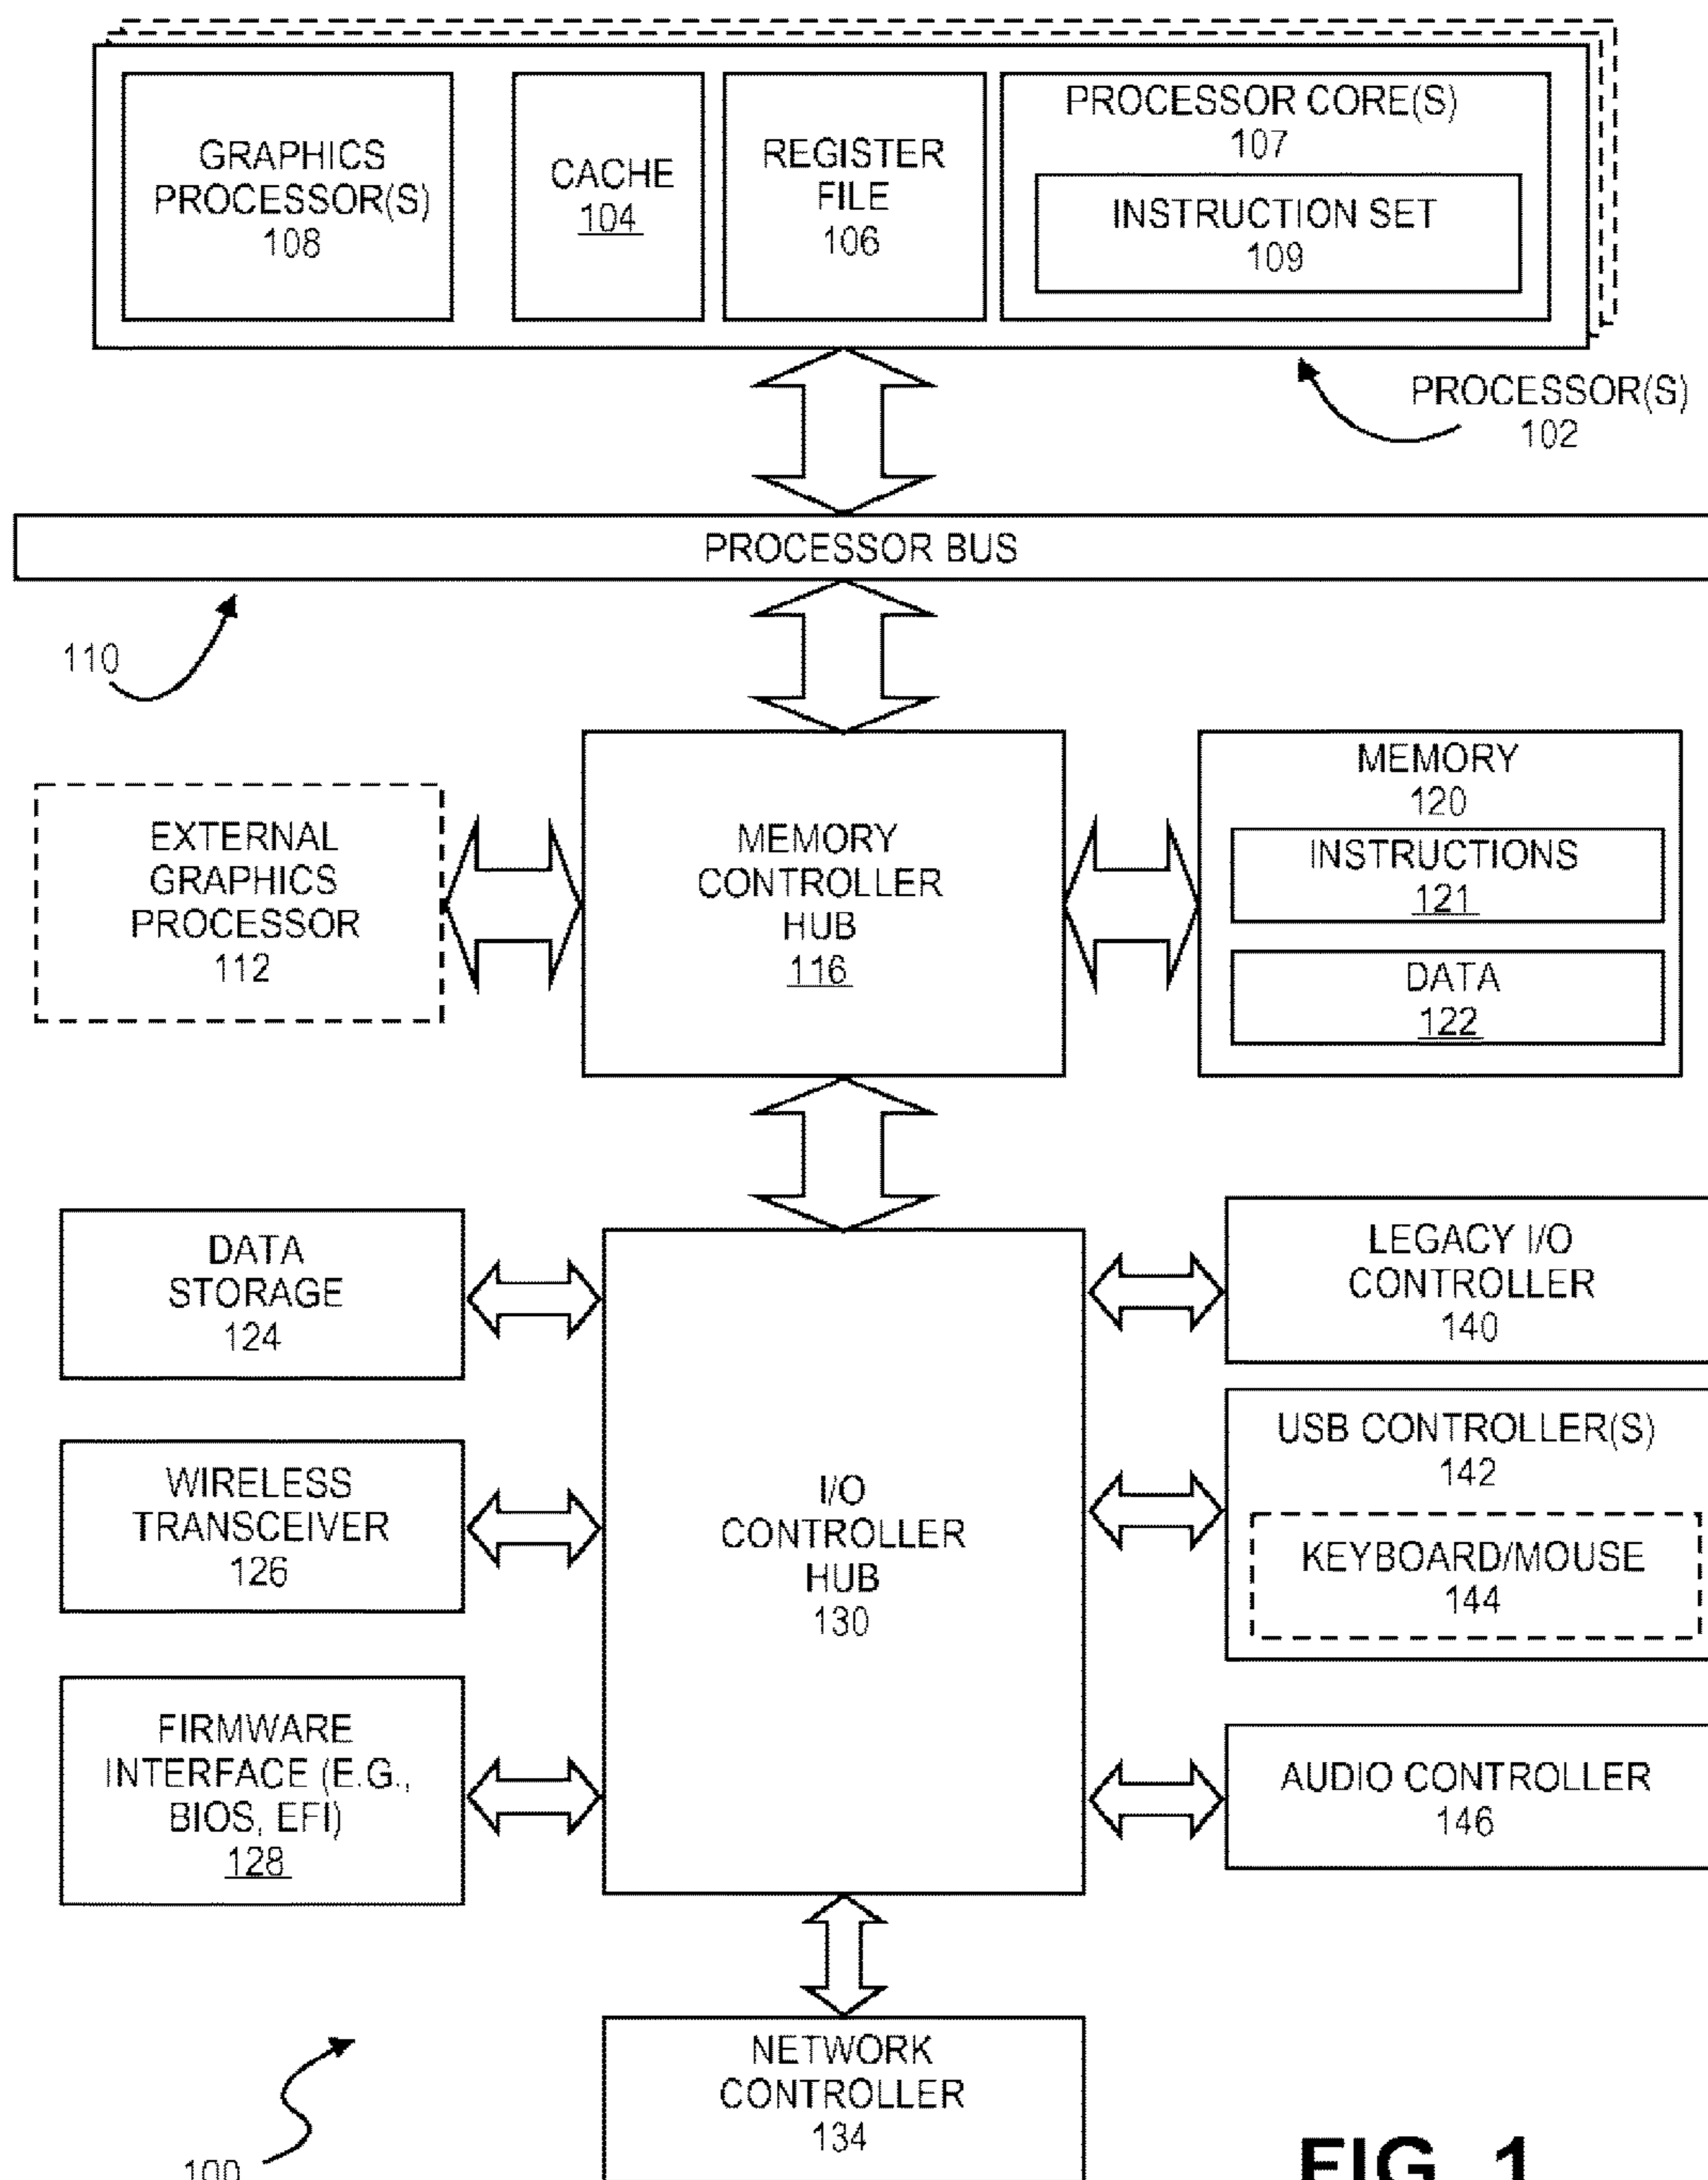 GRAPHICS
PROCESSOR(S)
108
CACHE
104
REGISTER
FILE
106
PROCESSOR CORE(S)
107
INSTRUCTION SET
109
PROCESSOR(S)
102
PROCESSOR BUS
110
EXTERNAL
GRAPHICS
PROCESSOR
112
MEMORY
CONTROLLER
HUB
116
MEMORY
120
INSTRUCTIONS
121
DATA
122
DATA
STORAGE
124
WIRELESS
TRANSCEIVER
126
FIRMWARE
INTERFACE (E.G.,
BIOS, EFI)
128
I/O
CONTROLLER
HUB
130
LEGACY I/O
CONTROLLER
140
USB CONTROLLER(S)
142
KEYBOARD/MOUSE
144
AUDIO CONTROLLER
146
NETWORK
CONTROLLER
134
100
FIG. 1